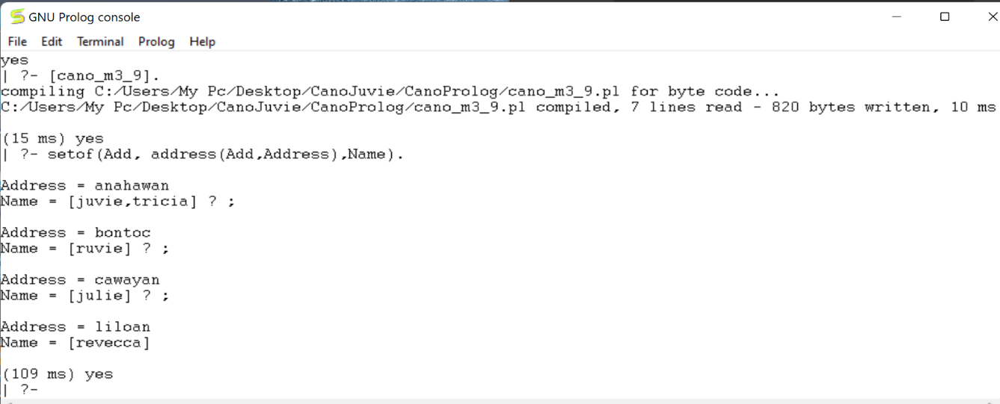 GNU Prolog console
File Edit Terminal Prolog Help
yes
| ?- [cano_m3_9].
compiling C:/Users/My Pc/Desktop/CanoJuvie/CanoProlog/cano_m3_9.pl for byte code...
C:/Users/My Pc/Desktop/CanoJuvie/CanoProlog/cano_m3_9.pl compiled, 7 lines read - 820 bytes written, 10 ms
(15 ms) yes
| ?- setof(Add, address(Add,Address),Name).
Address = anahawan
Name = [juvie,tricia] ? ;
Address = bontoc
Name = [ruvie] ? ;
Address = cawayan
Name = [julie] ? ;
Address = liloan
Name = [revecca]
(109 ms) yes
| ?-